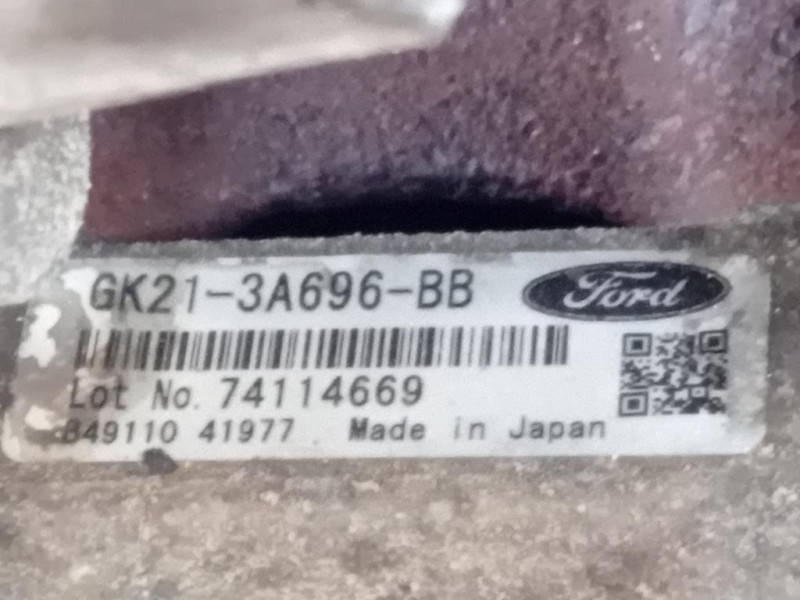 GK21-3A696-BB
Ford
Lot No. 74114669
B49110 41977 Made in Japan